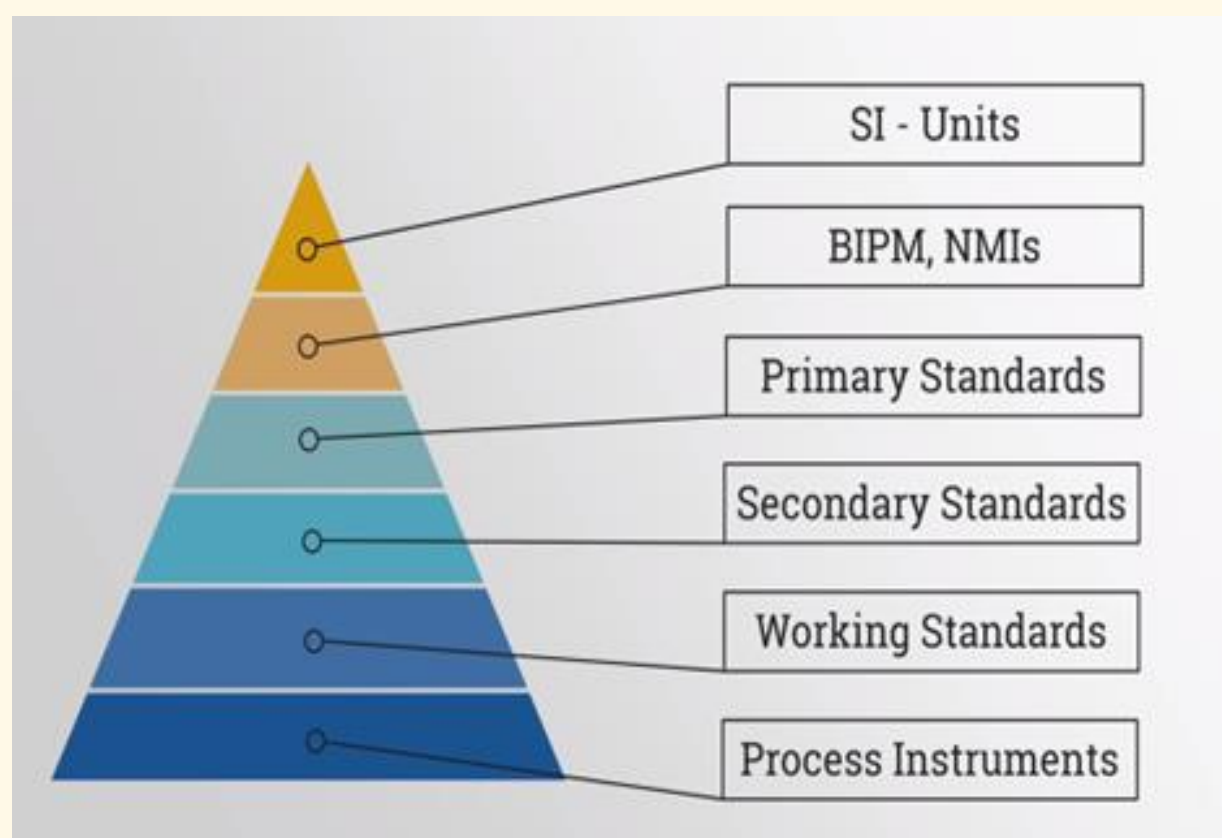 SI - Units
BIPM, NMIs
Primary Standards
Secondary Standards
Working Standards
Process Instruments